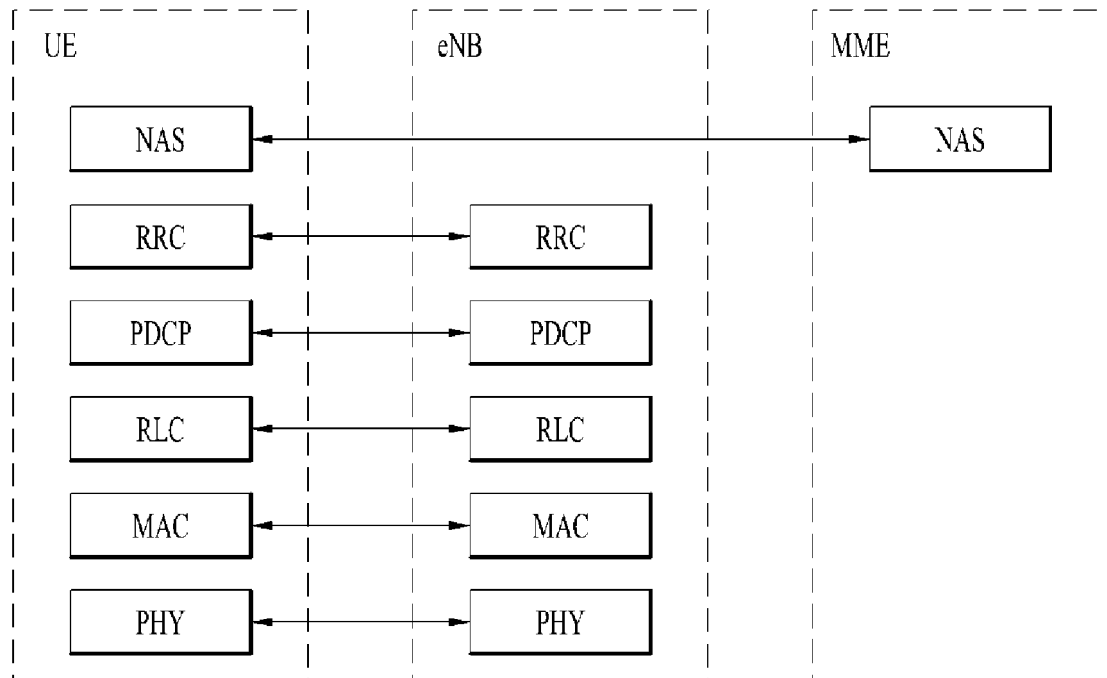 UE eNB MME
NAS NAS
RRC RRC
PDCP PDCP
RLC RLC
MAC MAC
PHY PHY